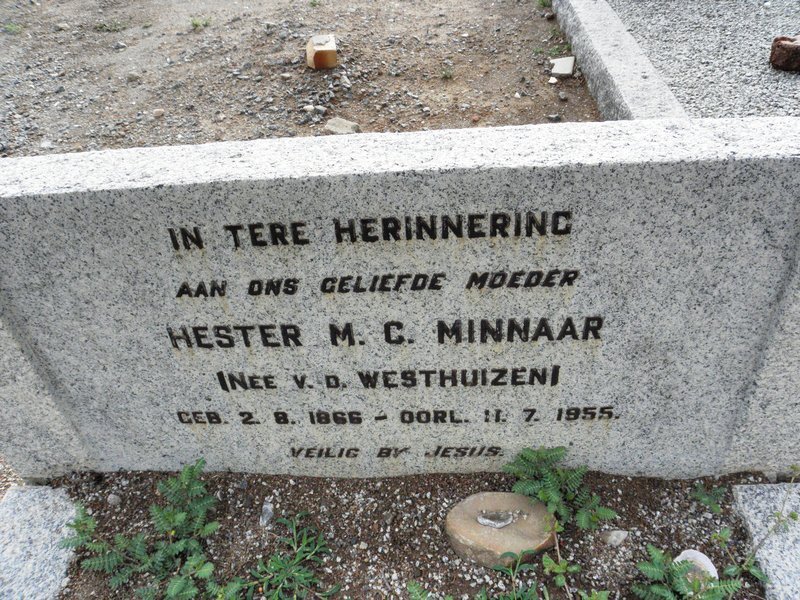 IN TERE HERINNERING
AAN ONS GELIEFDE MOEDER
HESTER M. C. MINNAAR
(NEE V. D. WESTHUIZEN)
GEB. 2. 8. 1866 - OORL. 11. 7. 1955.
VEILIG BY JESUS.